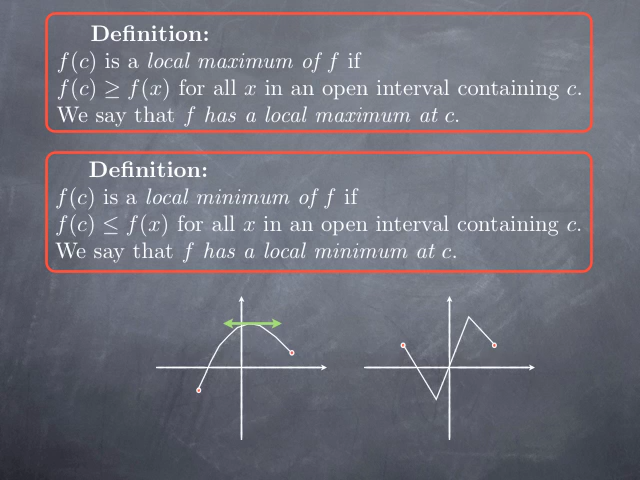 Definition:
f(c) is a local maximum of f if
f(c) ≥ f(x) for all x in an open interval containing c.
We say that f has a local maximum at c.
Definition:
f(c) is a local minimum of f if
f(c) ≤ f(x) for all x in an open interval containing c.
We say that f has a local minimum at c.